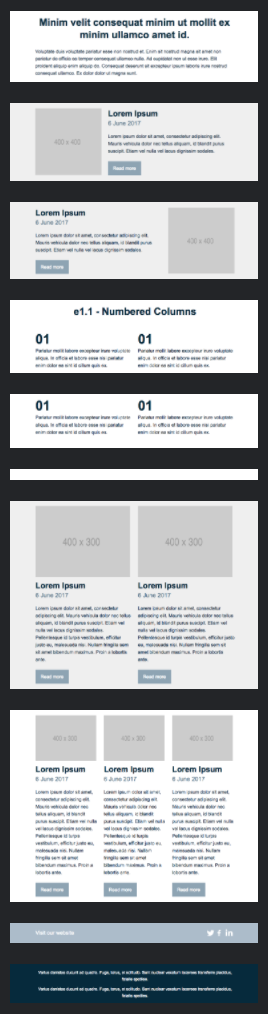 Minim velit consequat minim ut mollit ex
minim ullamco amet id.
Voluptate duis voluptate pariatur esse non nostrud et. Enim sit nostrud magna sit amet non
pariatur do officia ex tempor consequat ullamco nulla. Ad cupidatat non ut esse irure. Elit
proident aliquip enim aliquip do. Consequat deserunt sit excepteur ipsum laboris irure nostrud
consequat ullamco. Ex dolor dolor ut magna sunt.
400 x 400
Lorem Ipsum
6 June 2017
Lorem ipsum dolor sit amet, consectetur adipiscing elit.
Mauris vehicula dolor nec tellus aliquam, id blandit purus
suscipit. Etiam vel nulla vel lacus dignissim sodales.
Read more
Lorem Ipsum
6 June 2017
Lorem ipsum dolor sit amet, consectetur adipiscing elit.
Mauris vehicula dolor nec tellus aliquam, id blandit purus
suscipit. Etiam vel nulla vel lacus dignissim sodales.
Read more
400 x 400
e1.1 - Numbered Columns
01
Pariatur mollit labore excepteur irure voluptate
aliqua. In officia et labore esse nisi pariatur
enim dolor ea sint id cillum quis ex.
01
Pariatur mollit labore excepteur irure voluptate
aliqua. In officia et labore esse nisi pariatur
enim dolor ea sint id cillum quis ex.
01
Pariatur mollit labore excepteur irure voluptate
aliqua. In officia et labore esse nisi pariatur
enim dolor ea sint id cillum quis ex.
01
Pariatur mollit labore excepteur irure voluptate
aliqua. In officia et labore esse nisi pariatur
enim dolor ea sint id cillum quis ex.
400 x 300
Lorem Ipsum
6 June 2017
Lorem ipsum dolor sit amet, consectetur
adipiscing elit. Mauris vehicula dolor nec tellus
aliquam, id blandit purus suscipit. Etiam vel
nulla vel lacus dignissim sodales.
Pellentesque id turpis vestibulum, efficitur
justo eu, malesuada nisi. Nullam fringilla sem
sit amet bibendum maximus. Proin a lobortis
ante.
Read more
400 x 300
Lorem Ipsum
6 June 2017
Lorem ipsum dolor sit amet, consectetur
adipiscing elit. Mauris vehicula dolor nec tellus
aliquam, id blandit purus suscipit. Etiam vel
nulla vel lacus dignissim sodales.
Pellentesque id turpis vestibulum, efficitur
justo eu, malesuada nisi. Nullam fringilla sem
sit amet bibendum maximus. Proin a lobortis
ante.
Read more
400 x 300
Lorem Ipsum
6 June 2017
Lorem ipsum dolor sit
amet, consectetur
adipiscing elit. Mauris
vehicula dolor nec tellus
aliquam, id blandit purus
suscipit. Etiam vel nulla
vel lacus dignissim sodales.
Pellentesque id turpis
vestibulum, efficitur justo eu,
malesuada nisi. Nullam
fringilla sem sit amet
bibendum maximus. Proin a
lobortis ante.
Read more
400 x 300
Lorem Ipsum
6 June 2017
Lorem ipsum dolor sit
amet, consectetur
adipiscing elit. Mauris
vehicula dolor nec tellus
aliquam, id blandit purus
suscipit. Etiam vel nulla
vel lacus dignissim sodales.
Pellentesque id turpis
vestibulum, efficitur justo eu,
malesuada nisi. Nullam
fringilla sem sit amet
bibendum maximus. Proin a
lobortis ante.
Read more
400 x 300
Lorem Ipsum
6 June 2017
Lorem ipsum dolor sit
amet, consectetur
adipiscing elit. Mauris
vehicula dolor nec tellus
aliquam, id blandit purus
suscipit. Etiam vel nulla
vel lacus dignissim sodales.
Pellentesque id turpis
vestibulum, efficitur justo eu,
malesuada nisi. Nullam
fringilla sem sit amet
bibendum maximus. Proin a
lobortis ante.
Read more
Visit our website